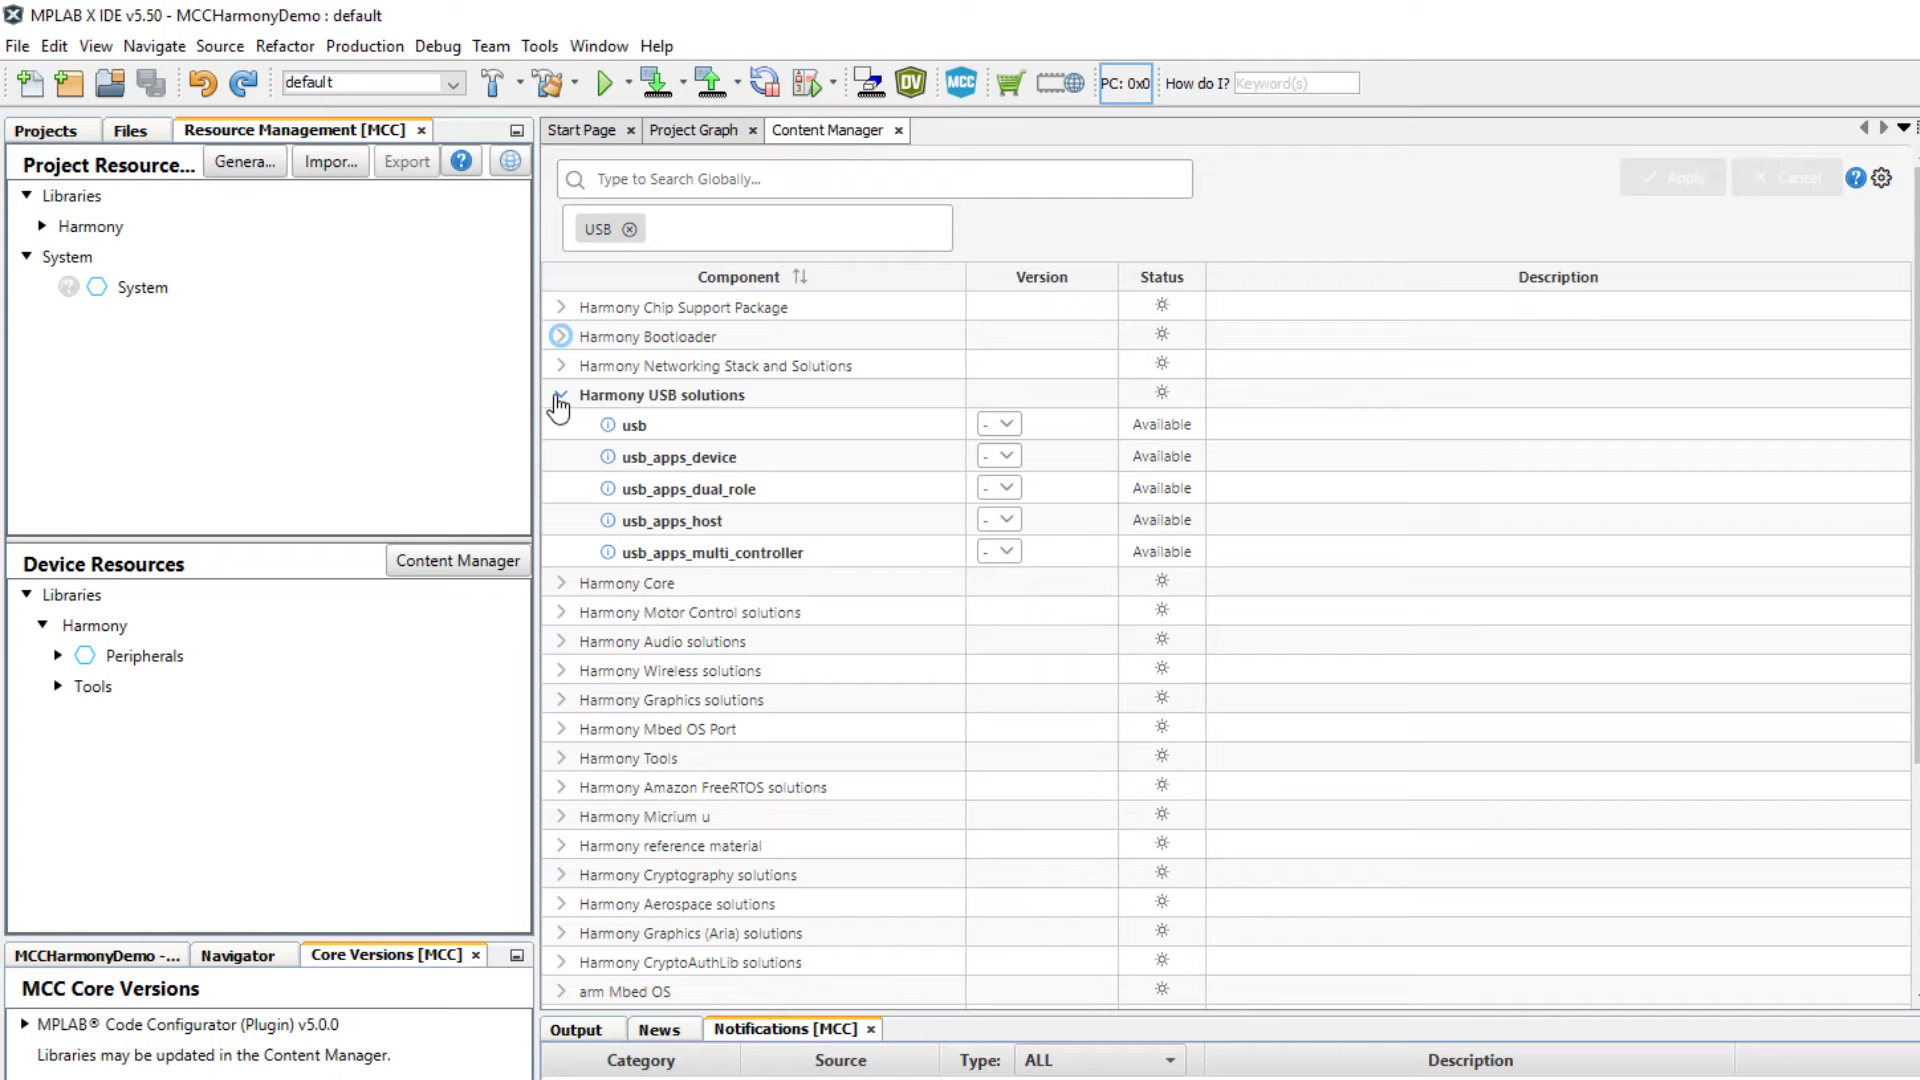 MPLAB X IDE v5.50 - MCCHarmonyDemo : default
File Edit View Navigate Source Refactor Production Debug Team Tools Window Help
default DV MCC PC: 0x0 How do I? Keyword(s)
Projects Files Resource Management [MCC] ×
Start Page × Project Graph × Content Manager ×
Project Resource... Genera... Impor... Export ?
Libraries
Harmony
System
? System
Type to Search Globally...
Apply Cancel ?
USB
Component Version Status Description
Harmony Chip Support Package
Harmony Bootloader
Harmony Networking Stack and Solutions
Harmony USB solutions
usb - Available
usb_apps_device - Available
usb_apps_dual_role - Available
usb_apps_host - Available
usb_apps_multi_controller - Available
Harmony Core
Harmony Motor Control solutions
Harmony Audio solutions
Harmony Wireless solutions
Harmony Graphics solutions
Harmony Mbed OS Port
Harmony Tools
Harmony Amazon FreeRTOS solutions
Harmony Micrium u
Harmony reference material
Harmony Cryptography solutions
Harmony Aerospace solutions
Harmony Graphics (Aria) solutions
Harmony CryptoAuthLib solutions
arm Mbed OS
Device Resources Content Manager
Libraries
Harmony
Peripherals
Tools
MCCHarmonyDemo -... Navigator Core Versions [MCC] ×
MCC Core Versions
MPLAB® Code Configurator (Plugin) v5.0.0
Libraries may be updated in the Content Manager.
Output News Notifications [MCC] ×
Category Source Type: ALL Description